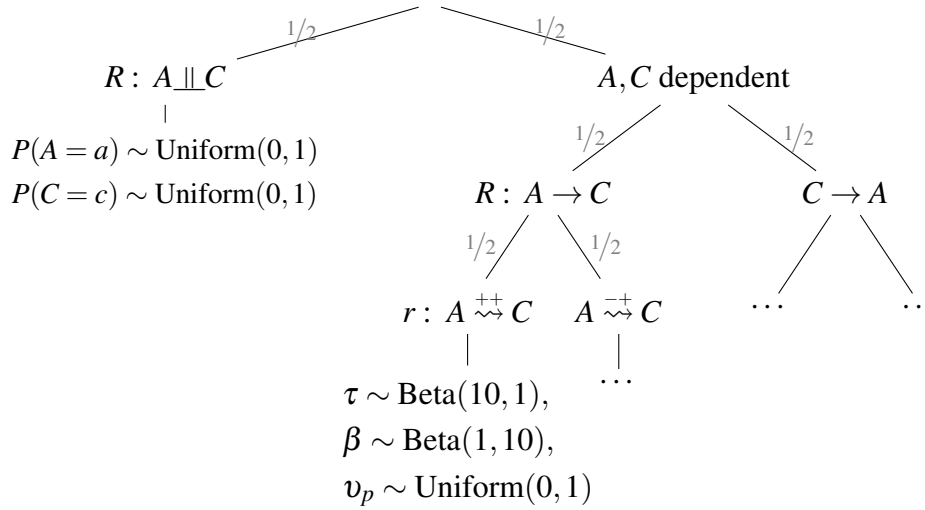 1/2 1/2
R: A ⫫ C A, C dependent
P(A = a) ∼ Uniform(0, 1)
P(C = c) ∼ Uniform(0, 1)
1/2 1/2
R: A → C C → A
1/2 1/2
r: A ⇝++ C A ⇝−+ C ... ..
...
τ ∼ Beta(10, 1),
β ∼ Beta(1, 10),
υp ∼ Uniform(0, 1)